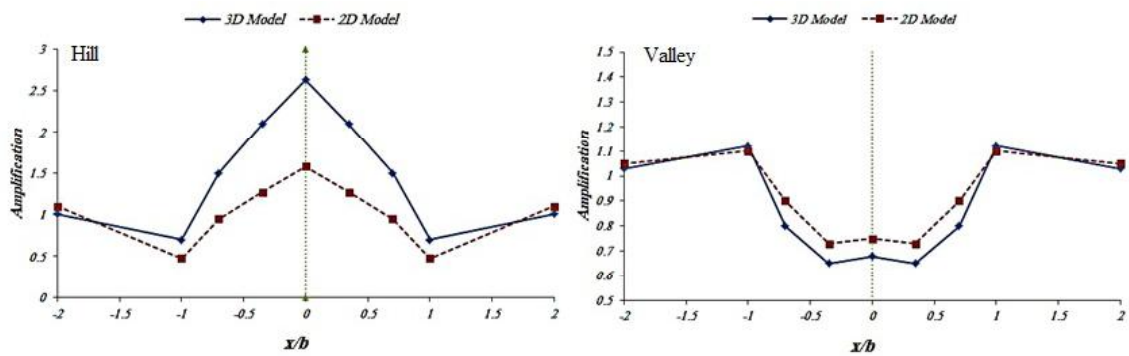 3D Model 2D Model
Hill
3
2.5
2
1.5
1
0.5
0
Amplification
-2 -1.5 -1 -0.5 0 0.5 1 1.5 2
x/b
3D Model 2D Model
Valley
1.5
1.4
1.3
1.2
1.1
1
0.9
0.8
0.7
0.6
0.5
Amplification
-2 -1.5 -1 -0.5 0 0.5 1 1.5 2
x/b